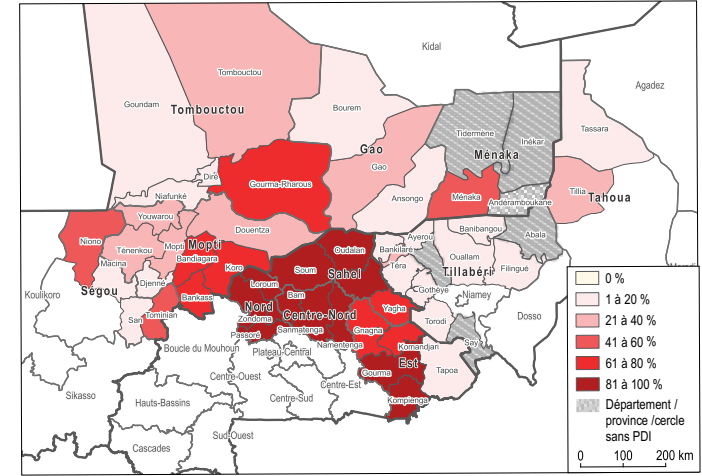 Kidal
Tombouctou
Agadez
Goundam
Tombouctou
Bourem
Tidermène
Inékar
Tassara
Gao
Ménaka
Gao
Diré
Gourma-Rharous
Tillia
Tahoua
Niafunké
Ansongo
Ménaka
Andéramboukane
Youwarou
Douentza
Niono
Ténenkou
Mopti
Mopti
Ayerou
Banibangou
Abala
Macina
Bandiagara
Oudalan
Bankilaré
Ouallam
Koro
Soum
Sahel
Téra
Tillabéri
Filingué
Koulikoro
Ségou
Djenné
Bankass
Loroum
Bam
Gothèye
Niamey
San
Tominian
Nord
Centre-Nord
Yagha
Dosso
Zondoma
Sanmatenga
Torodi
Passoré
Gnagna
Boucle du Mouhoun
Plateau-Central
Namentenga
Komandjari
Say
Est
Centre-Ouest
Centre-Est
Gourma
Tapoa
Sikasso
Hauts-Bassins
Centre-Sud
Kompienga
Cascades
Sud-Ouest
0 %
1 à 20 %
21 à 40 %
41 à 60 %
61 à 80 %
81 à 100 %
Département /
province /cercle
sans PDI
0 100 200 km